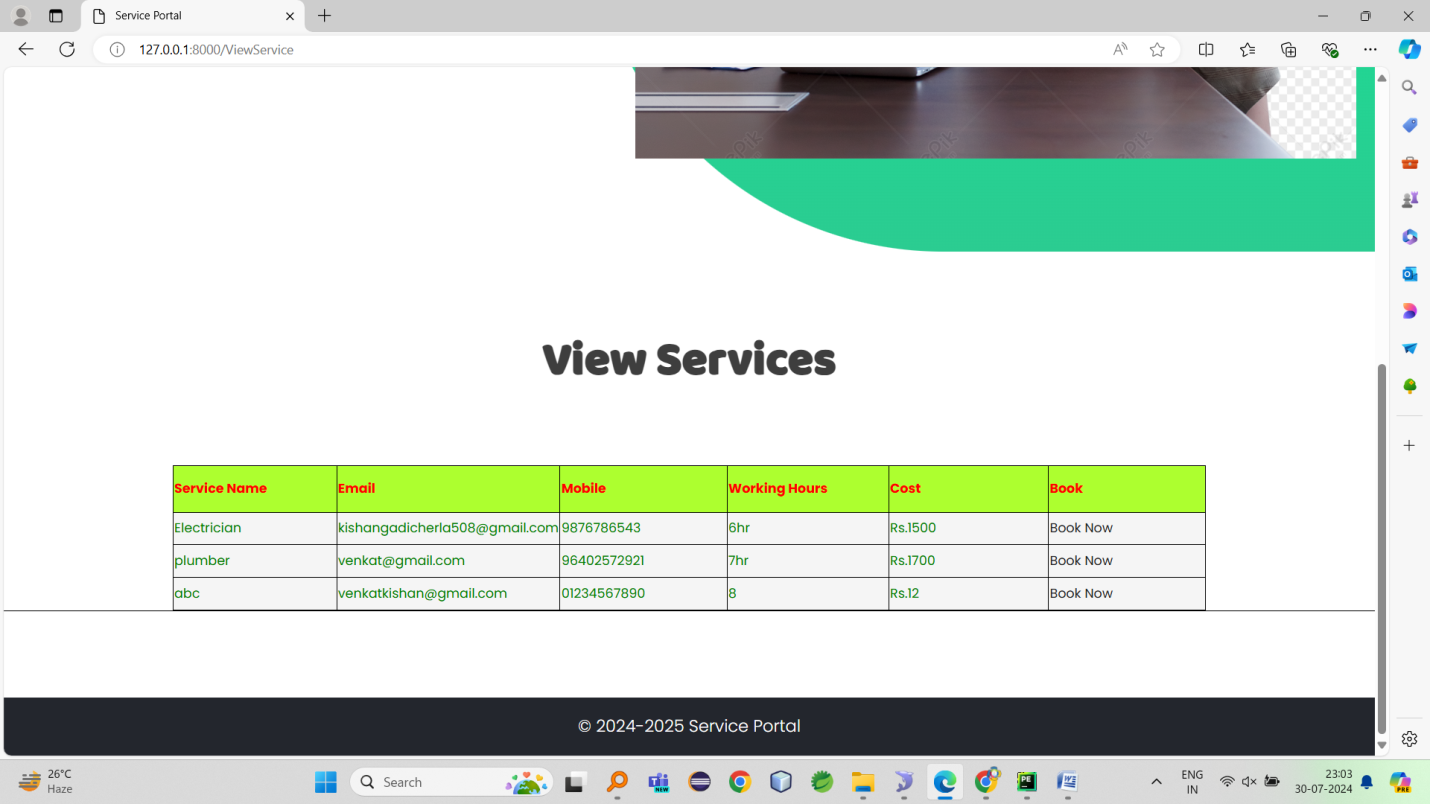 Service Portal
127.0.0.1:8000/ViewService
View Services
Service Name Email Mobile Working Hours Cost Book
Electrician kishangadicherla508@gmail.com 9876786543 6hr Rs.1500 Book Now
plumber venkat@gmail.com 96402572921 7hr Rs.1700 Book Now
abc venkatkishan@gmail.com 01234567890 8 Rs.12 Book Now
© 2024-2025 Service Portal
26°C
Haze
Search
NEW
PE
ENG
IN
23:03
30-07-2024
PRE